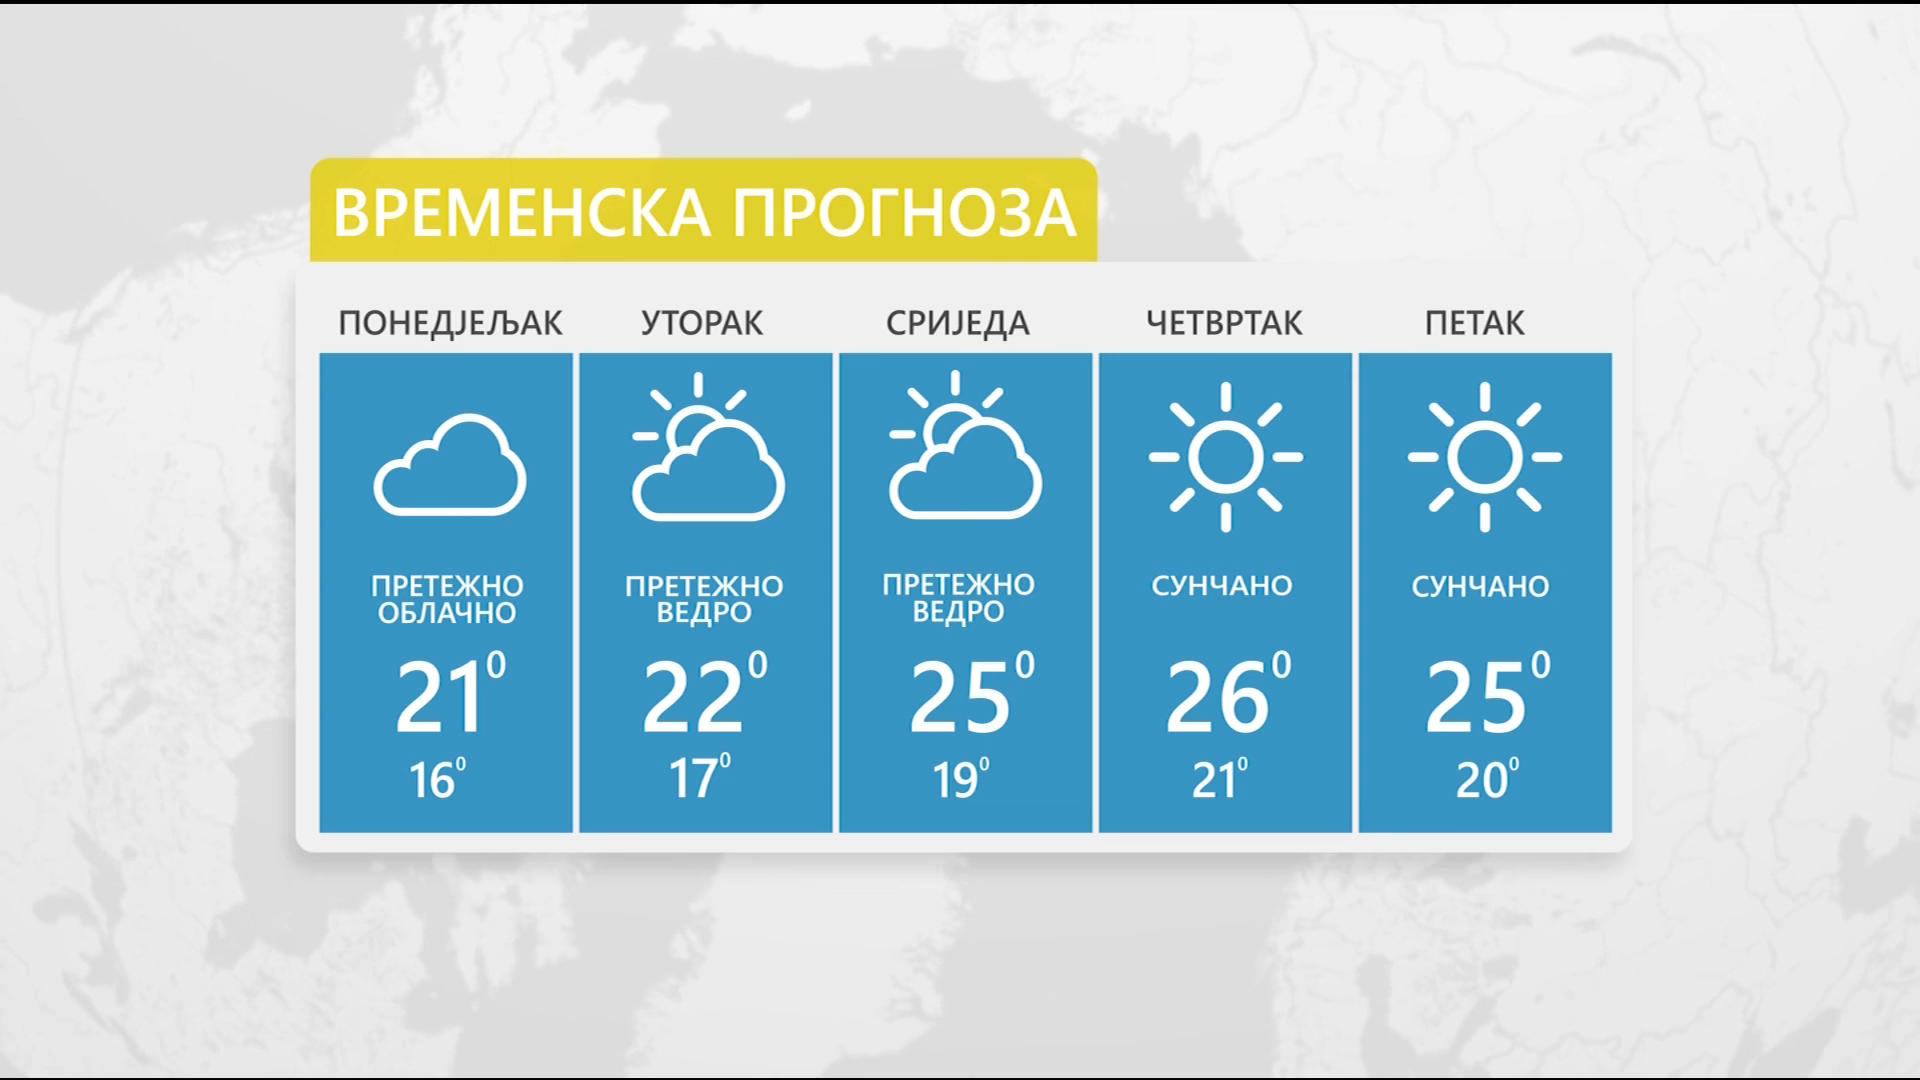 ВРЕМЕНСКА ПРОГНОЗА
ПОНЕДЈЕЉАК
УТОРАК
СРИЈЕДА
ЧЕТВРТАК
ПЕТАК
ПРЕТЕЖНО
ОБЛАЧНО
21⁰
16⁰
ПРЕТЕЖНО
ВЕДРО
22⁰
17⁰
ПРЕТЕЖНО
ВЕДРО
25⁰
19⁰
СУНЧАНО
26⁰
21⁰
СУНЧАНО
25⁰
20⁰